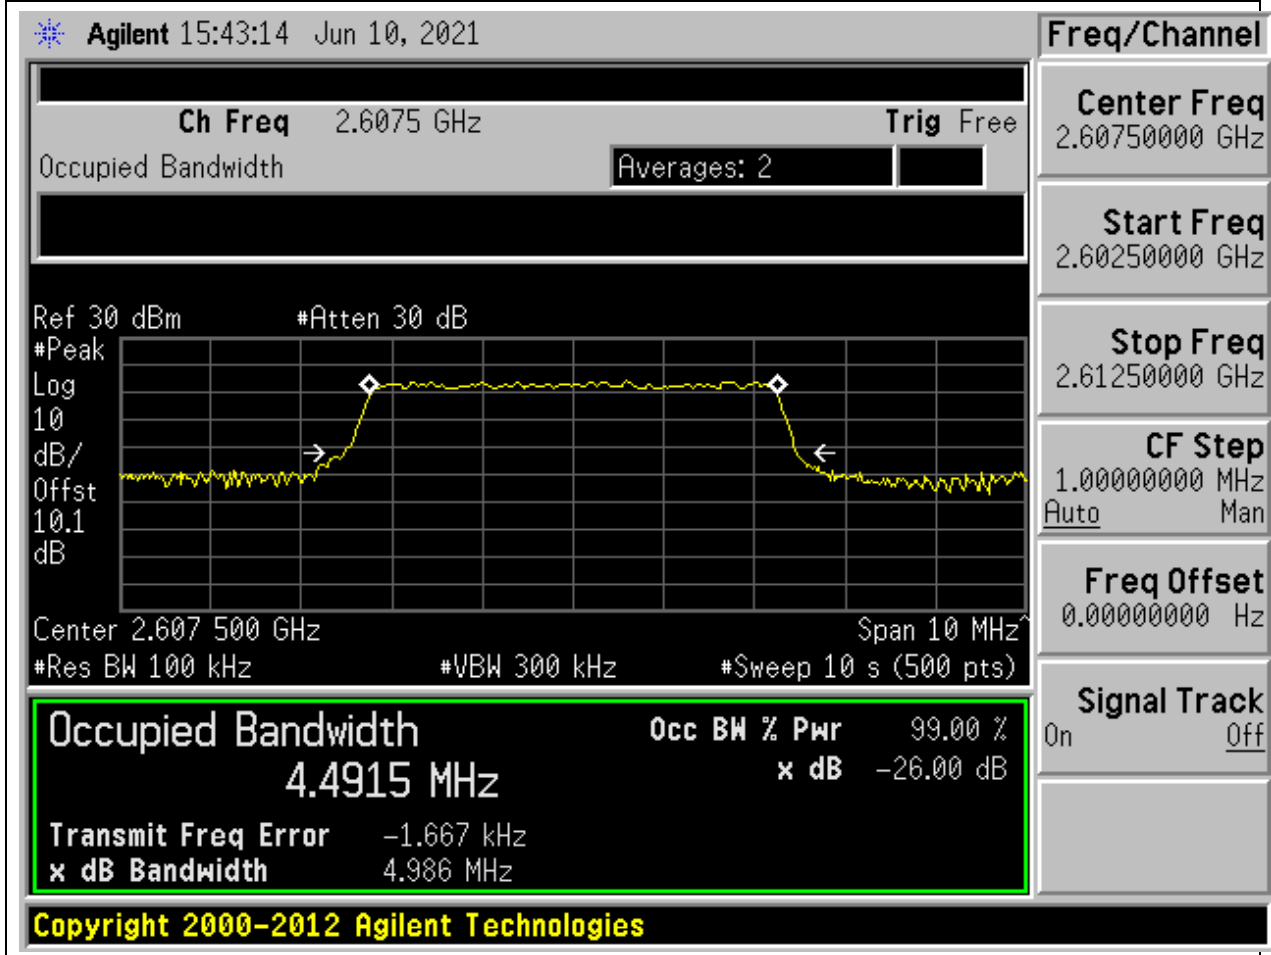 Agilent 15:43:14 Jun 10, 2021
Freq/Channel
Ch Freq 2.6075 GHz Trig Free
Occupied Bandwidth Averages: 2
Ref 30 dBm #Atten 30 dB
#Peak
Log
10
dB/
Offst
10.1
dB
Center 2.607 500 GHz Span 10 MHz^
#Res BW 100 kHz #VBW 300 kHz #Sweep 10 s (500 pts)
Occupied Bandwidth Occ BW % Pwr 99.00 %
4.4915 MHz x dB -26.00 dB
Transmit Freq Error -1.667 kHz
x dB Bandwidth 4.986 MHz
Center Freq
2.60750000 GHz
Start Freq
2.60250000 GHz
Stop Freq
2.61250000 GHz
CF Step
1.00000000 MHz
Auto Man
Freq Offset
0.00000000 Hz
Signal Track
On Off
Copyright 2000-2012 Agilent Technologies